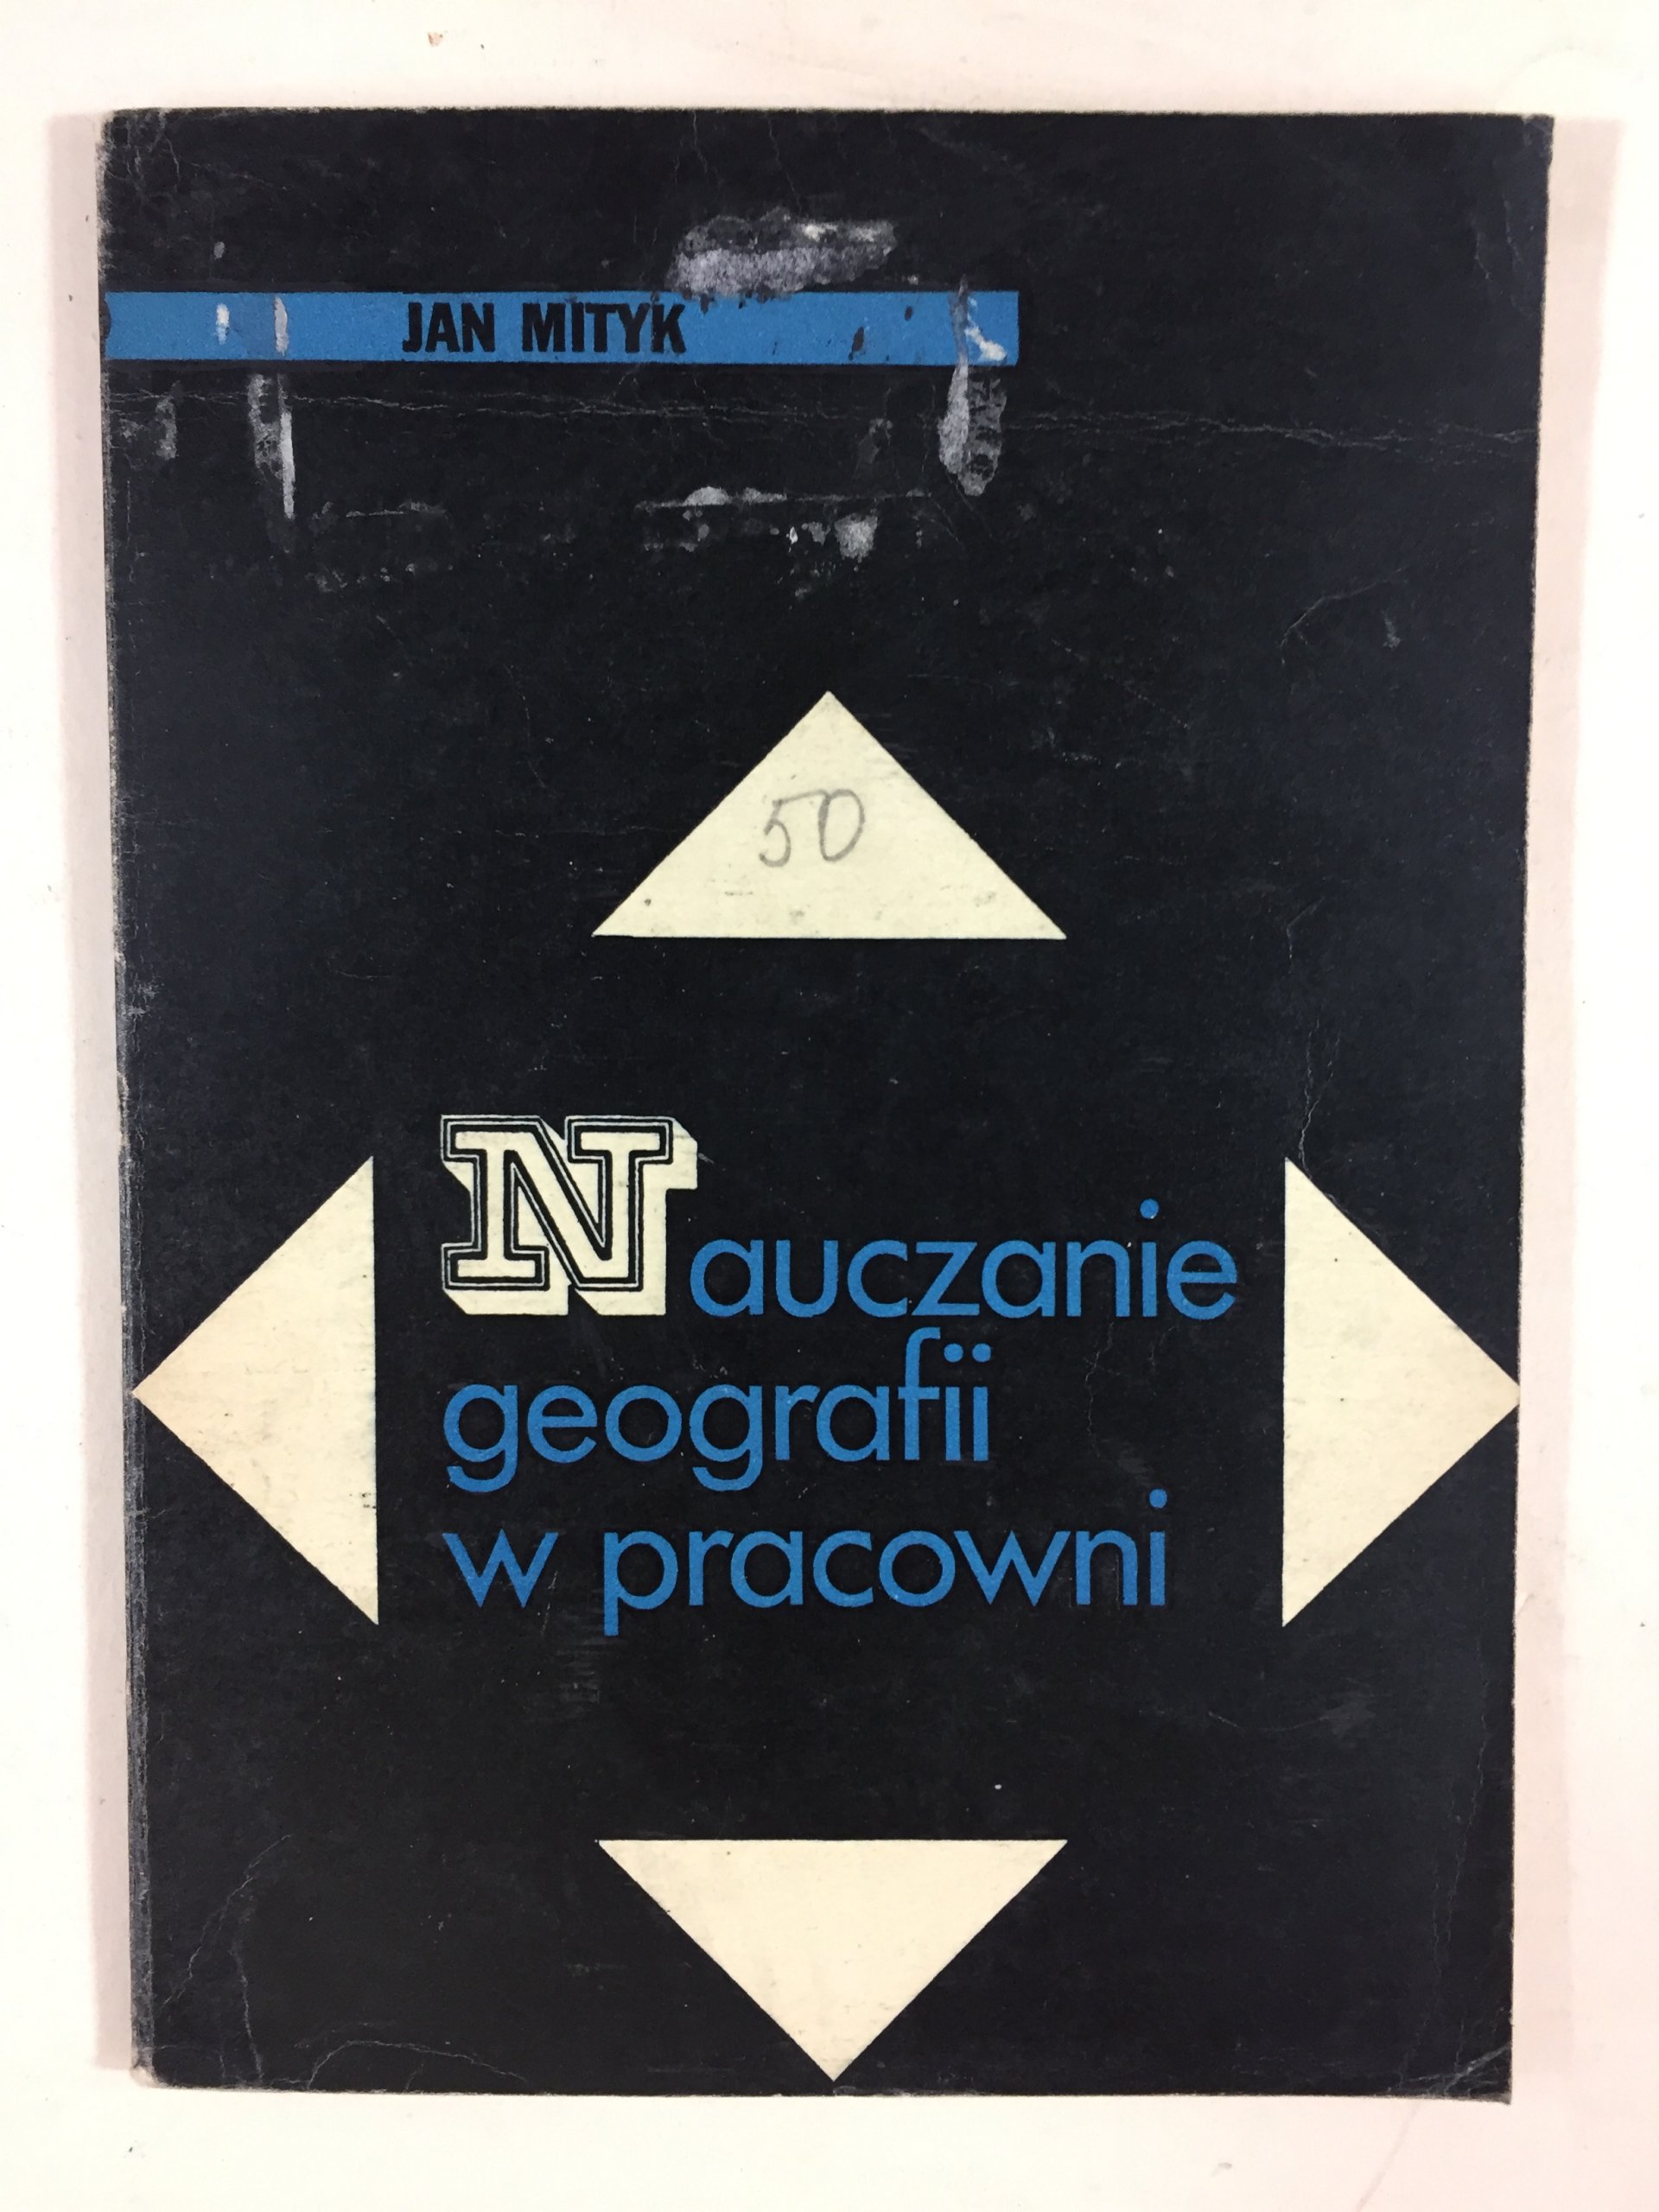 JAN MITYK
50
Nauczanie
geografii
w pracowni